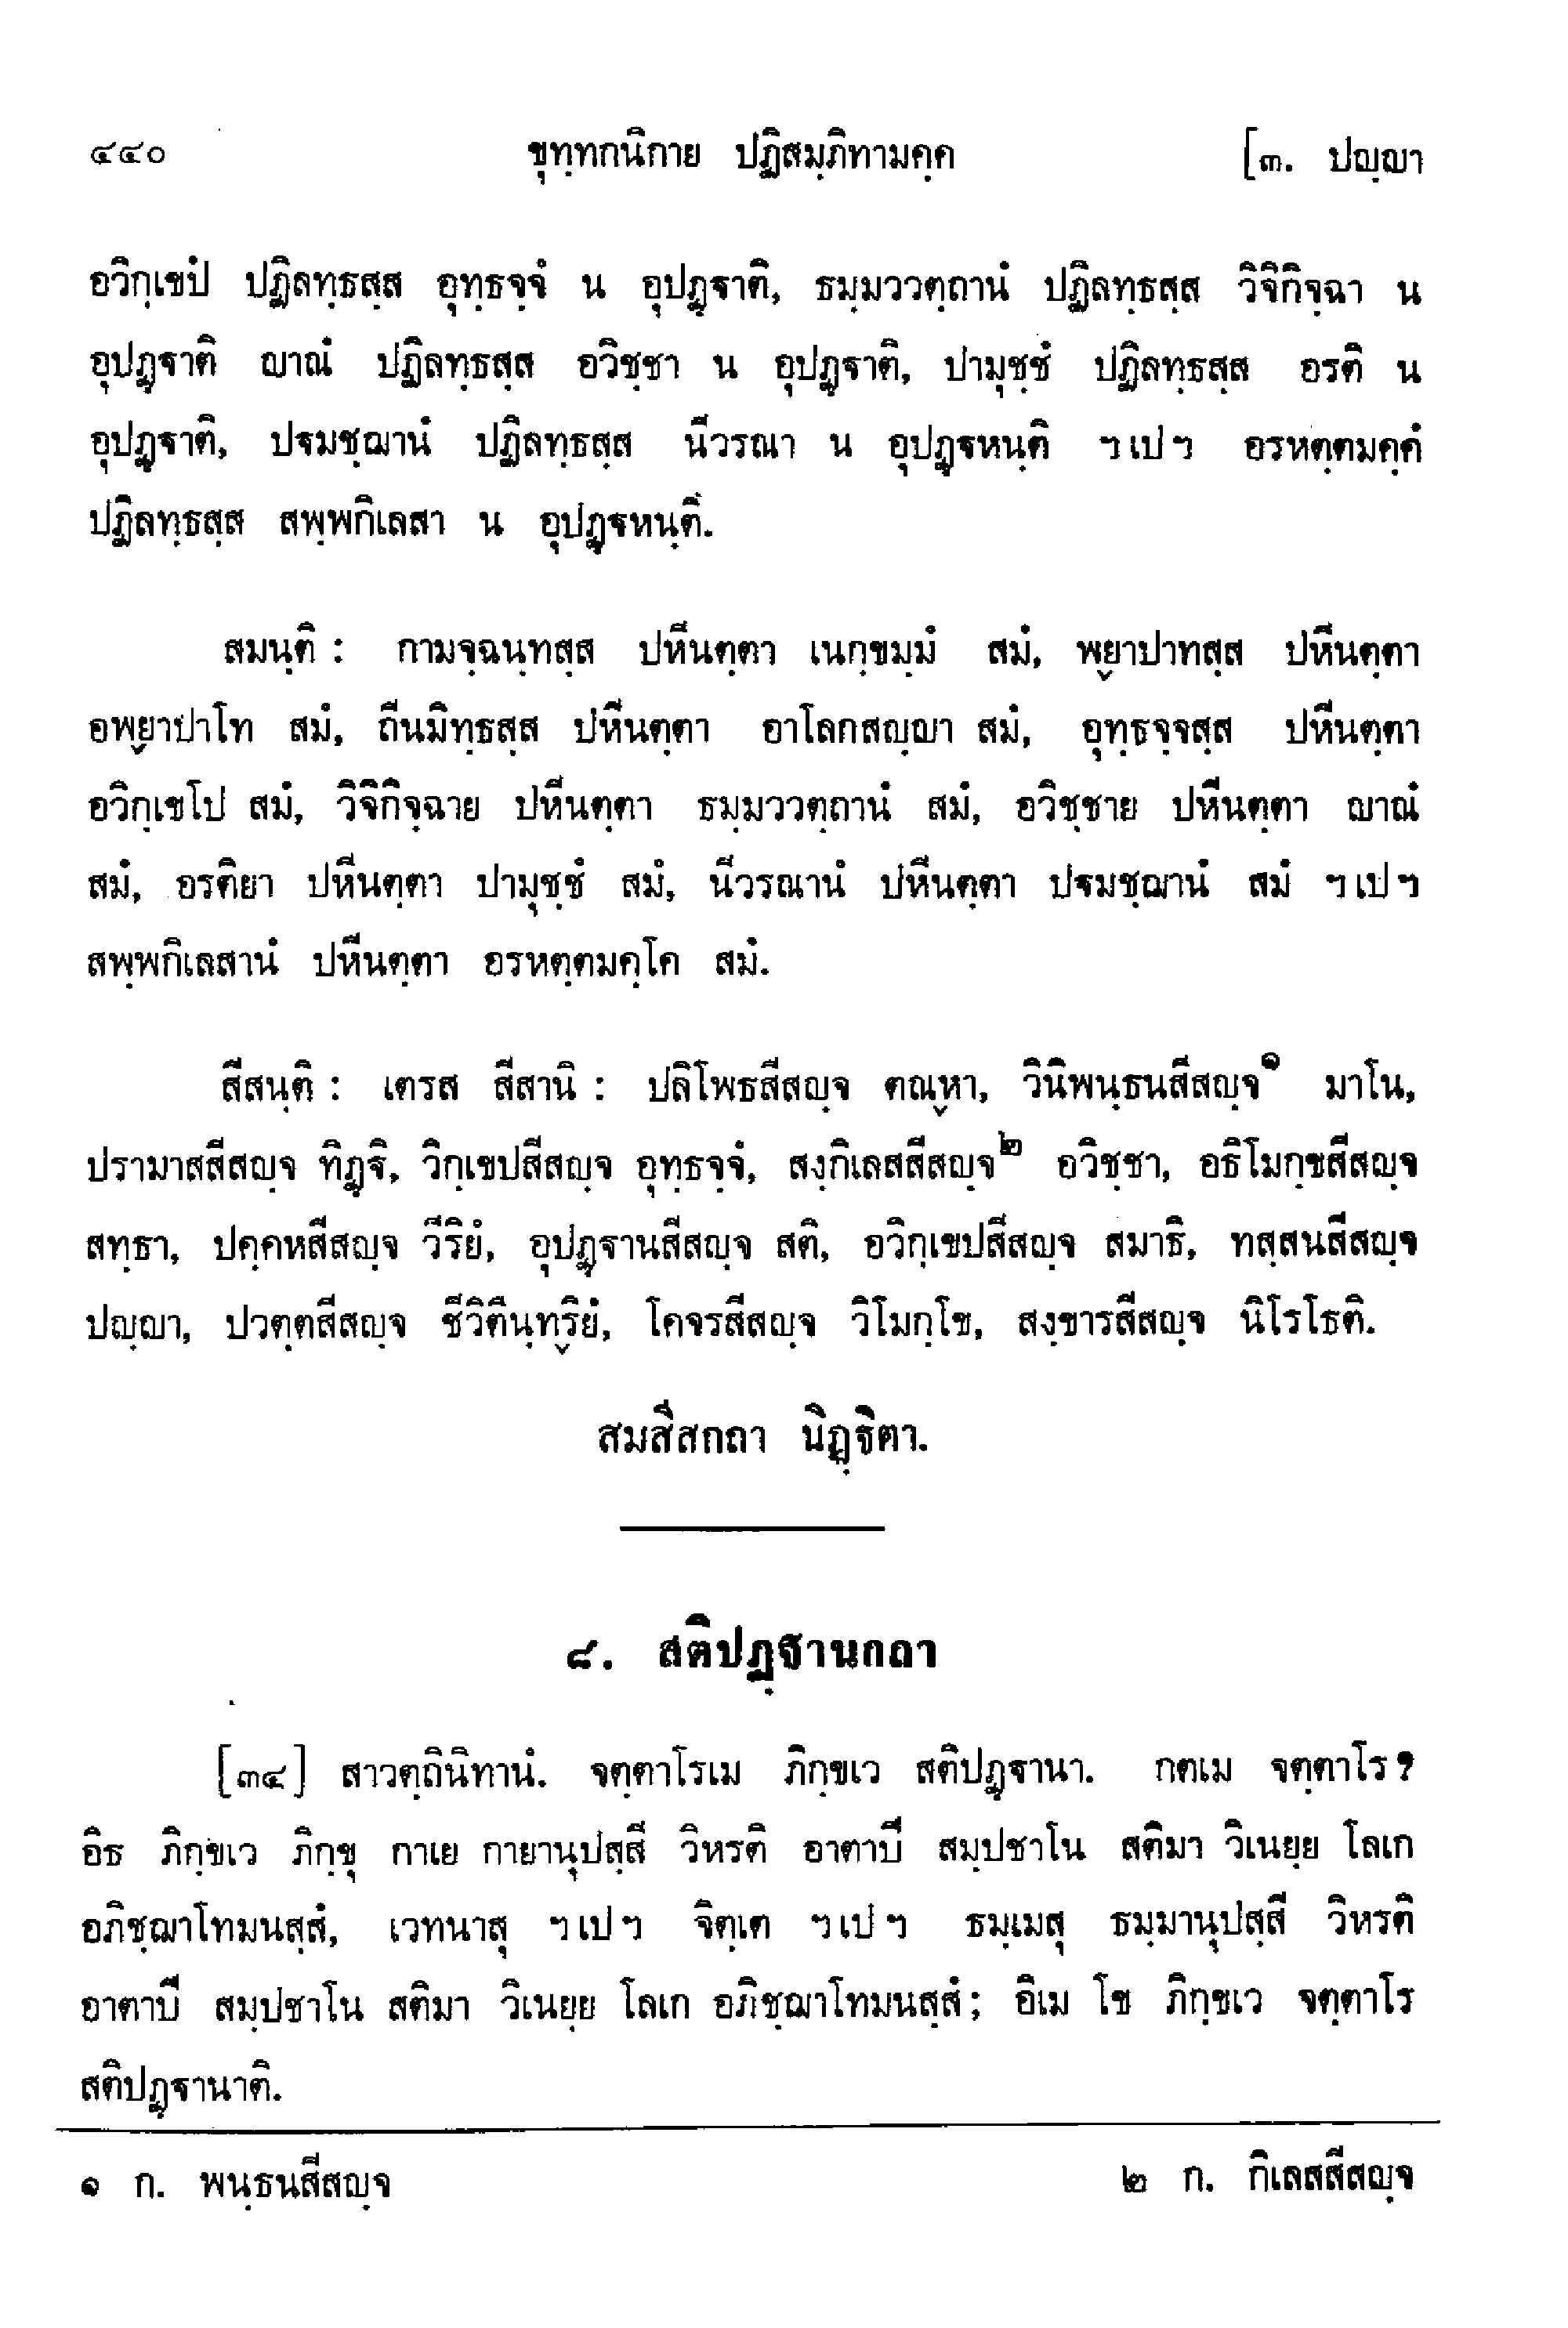 ๔๔๐ ขุทฺทกนิกาย ปฏิสมฺภิทามคฺค [๓. ปญฺญา
อวิกฺเขปํ ปฏิลทฺธสฺส อุทฺธจฺจํ น อุปฏฺฐาติ, ธมฺมววตฺถานํ ปฏิลทฺธสฺส วิจิกิจฺฉา น
อุปฏฺฐาติ ญาณํ ปฏิลทฺธสฺส อวิชฺชา น อุปฏฺฐาติ, ปามุชฺชํ ปฏิลทฺธสฺส อรติ น
อุปฏฺฐาติ, ปฐมชฺฌานํ ปฏิลทฺธสฺส นีวรณา น อุปฏฺฐหนฺติ ฯเปฯ อรหตฺตมคฺคํ
ปฏิลทฺธสฺส สพฺพกิเลสา น อุปฏฺฐหนฺติ.
สมนฺติ : กามจฺฉนฺทสฺส ปหีนตฺตา เนกฺขมฺมํ สมํ, พฺยาปาทสฺส ปหีนตฺตา
อพฺยาปาโท สมํ, ถีนมิทฺธสฺส ปหีนตฺตา อาโลกสญฺญา สมํ, อุทฺธจฺจสฺส ปหีนตฺตา
อวิกฺเขโป สมํ, วิจิกิจฺฉาย ปหีนตฺตา ธมฺมววตฺถานํ สมํ, อวิชฺชาย ปหีนตฺตา ญาณํ
สมํ, อรติยา ปหีนตฺตา ปามุชฺชํ สมํ, นีวรณานํ ปหีนตฺตา ปฐมชฺฌานํ สมํ ฯเปฯ
สพฺพกิเลสานํ ปหีนตฺตา อรหตฺตมคฺโค สมํ.
สีสนฺติ : เตรส สีสานิ : ปลิโพธสีสญฺจ ตณฺหา, วินิพนฺธนสีสญฺจ๑ มาโน,
ปรามาสสีสญฺจ ทิฏฺฐิ, วิกฺเขปสีสญฺจ อุทฺธจฺจํ, สงฺกิเลสสีสญฺจ๒ อวิชฺชา, อธิโมกฺขสีสญฺจ
สทฺธา, ปคฺคหสีสญฺจ วีริยํ, อุปฏฺฐานสีสญฺจ สติ, อวิกฺเขปสีสญฺจ สมาธิ, ทสฺสนสีสญฺจ
ปญฺญา, ปวตฺตสีสญฺจ ชีวิตินฺทฺริยํ, โคจรสีสญฺจ วิโมกฺโข, สงฺขารสีสญฺจ นิโรโธติ.
สมสีสกถา นิฏฺฐิตา.
๘. สติปฏฺฐานกถา
[๓๔] สาวตฺถินิทานํ. จตฺตาโรเม ภิกฺขเว สติปฏฺฐานา. กตเม จตฺตาโร?
อิธ ภิกฺขเว ภิกฺขุ กาเย กายานุปสฺสี วิหรติ อาตาปี สมฺปชาโน สติมา วิเนยฺย โลเก
อภิชฺฌาโทมนสฺสํ, เวทนาสุ ฯเปฯ จิตฺเต ฯเปฯ ธมฺเมสุ ธมฺมานุปสฺสี วิหรติ
อาตาปี สมฺปชาโน สติมา วิเนยฺย โลเก อภิชฺฌาโทมนสฺสํ; อิเม โข ภิกฺขเว จตฺตาโร
สติปฏฺฐานาติ.
๑ ก. พนฺธนสีสญฺจ ๒ ก. กิเลสสีสญฺจ